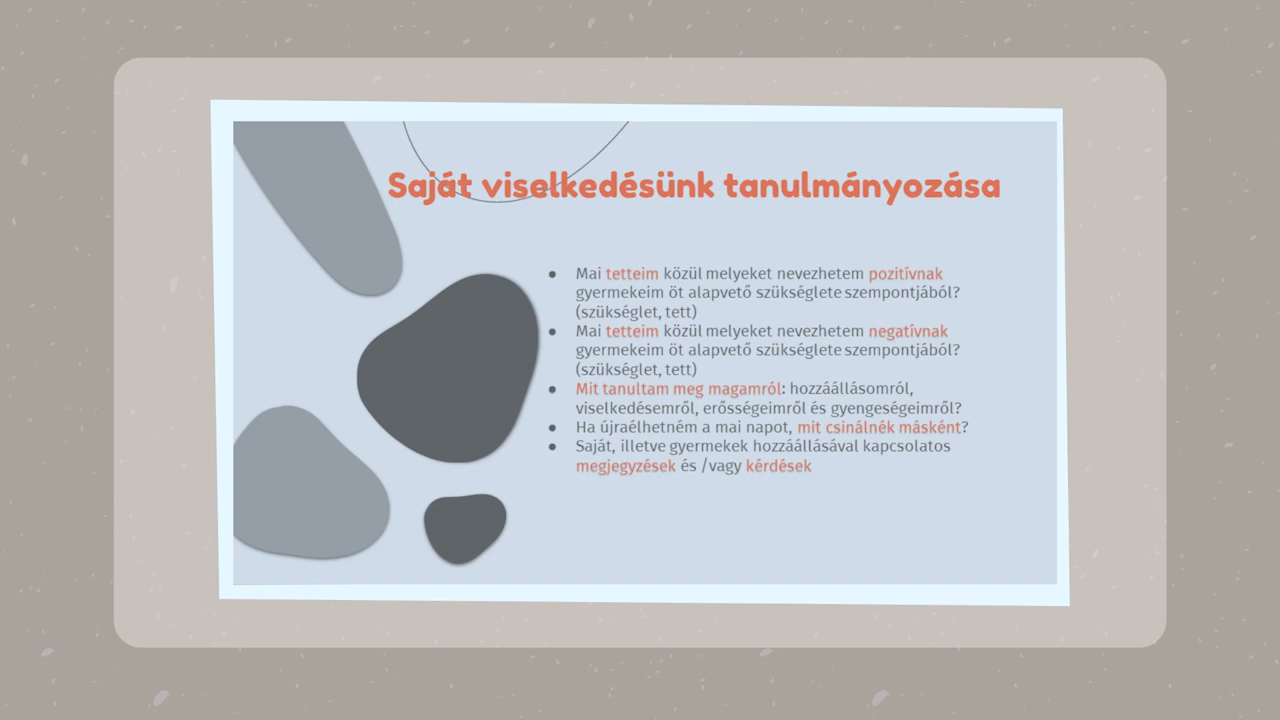 Saját viselkedésünk tanulmányozása
● Mai tetteim közül melyeket nevezhetem pozitívnak
gyermekeim öt alapvető szükséglete szempontjából?
(szükséglet, tett)
● Mai tetteim közül melyeket nevezhetem negatívnak
gyermekeim öt alapvető szükséglete szempontjából?
(szükséglet, tett)
● Mit tanultam meg magamról: hozzáállásomról,
viselkedésemről, erősségeimről és gyengeségeimről?
● Ha újraélhetném a mai napot, mit csinálnék másként?
● Saját, illetve gyermekek hozzáállásával kapcsolatos
megjegyzések és /vagy kérdések